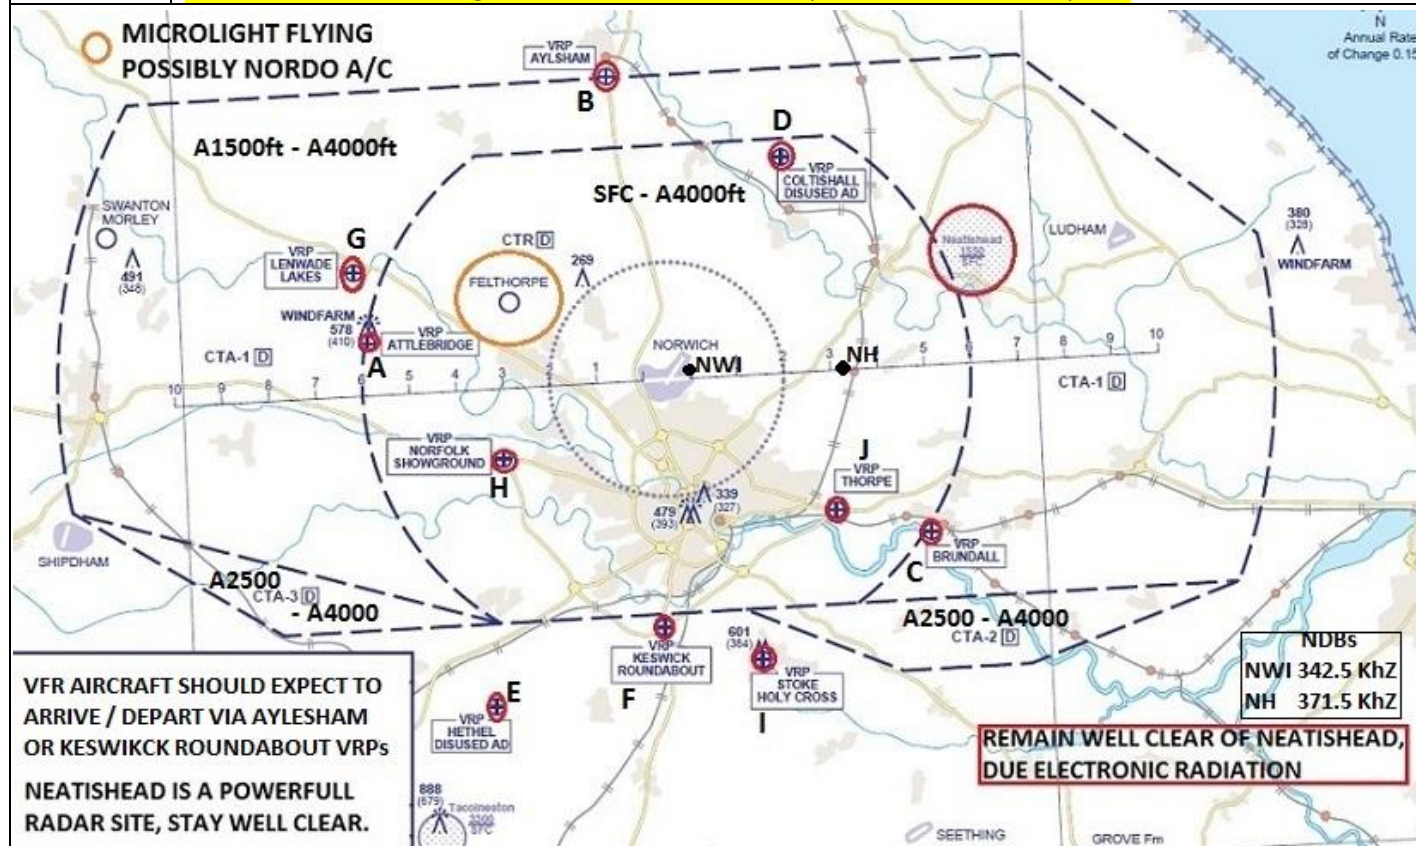 MICROLIGHT FLYING
POSSIBLY NORDO A/C
VRP
AYLSHAM
B
N
Annual Rate
of Change 0.15
A1500ft - A4000ft
D
VRP
COLTISHALL
DISUSED AD
SFC - A4000ft
SWANTON
MORLEY
491
(348)
G
VRP
LENWADE
LAKES
CTR D
FELTHORPE
269
Neatishead
LUDHAM
380
(328)
WINDFARM
WINDFARM
578
(410)
VRP
ATTLEBRIDGE
A
NORWICH
NWI
NH
CTA-1 D
CTA-1 D
10 9 8 7 6 5 4 3 2 1
1 2 3 5 6 7 8 9 10
VRP
NORFOLK
SHOWGROUND
H
J
VRP
THORPE
339
(327)
479
(393)
VRP
BRUNDALL
C
SHIPDHAM
A2500
- A4000
CTA-3 D
A2500 - A4000
CTA-2 D
VRP
KESWICK
ROUNDABOUT
F
601
(384)
VRP
STOKE
HOLY CROSS
I
E
VRP
HETHEL
DISUSED AD
NDBs
NWI 342.5 KhZ
NH 371.5 KhZ
VFR AIRCRAFT SHOULD EXPECT TO
ARRIVE / DEPART VIA AYLESHAM
OR KESWIKCK ROUNDABOUT VRPs
NEATISHEAD IS A POWERFULL
RADAR SITE, STAY WELL CLEAR.
REMAIN WELL CLEAR OF NEATISHEAD,
DUE ELECTRONIC RADIATION
888
(679)
Tacolneston
SFC
SEETHING
GROVE Fm